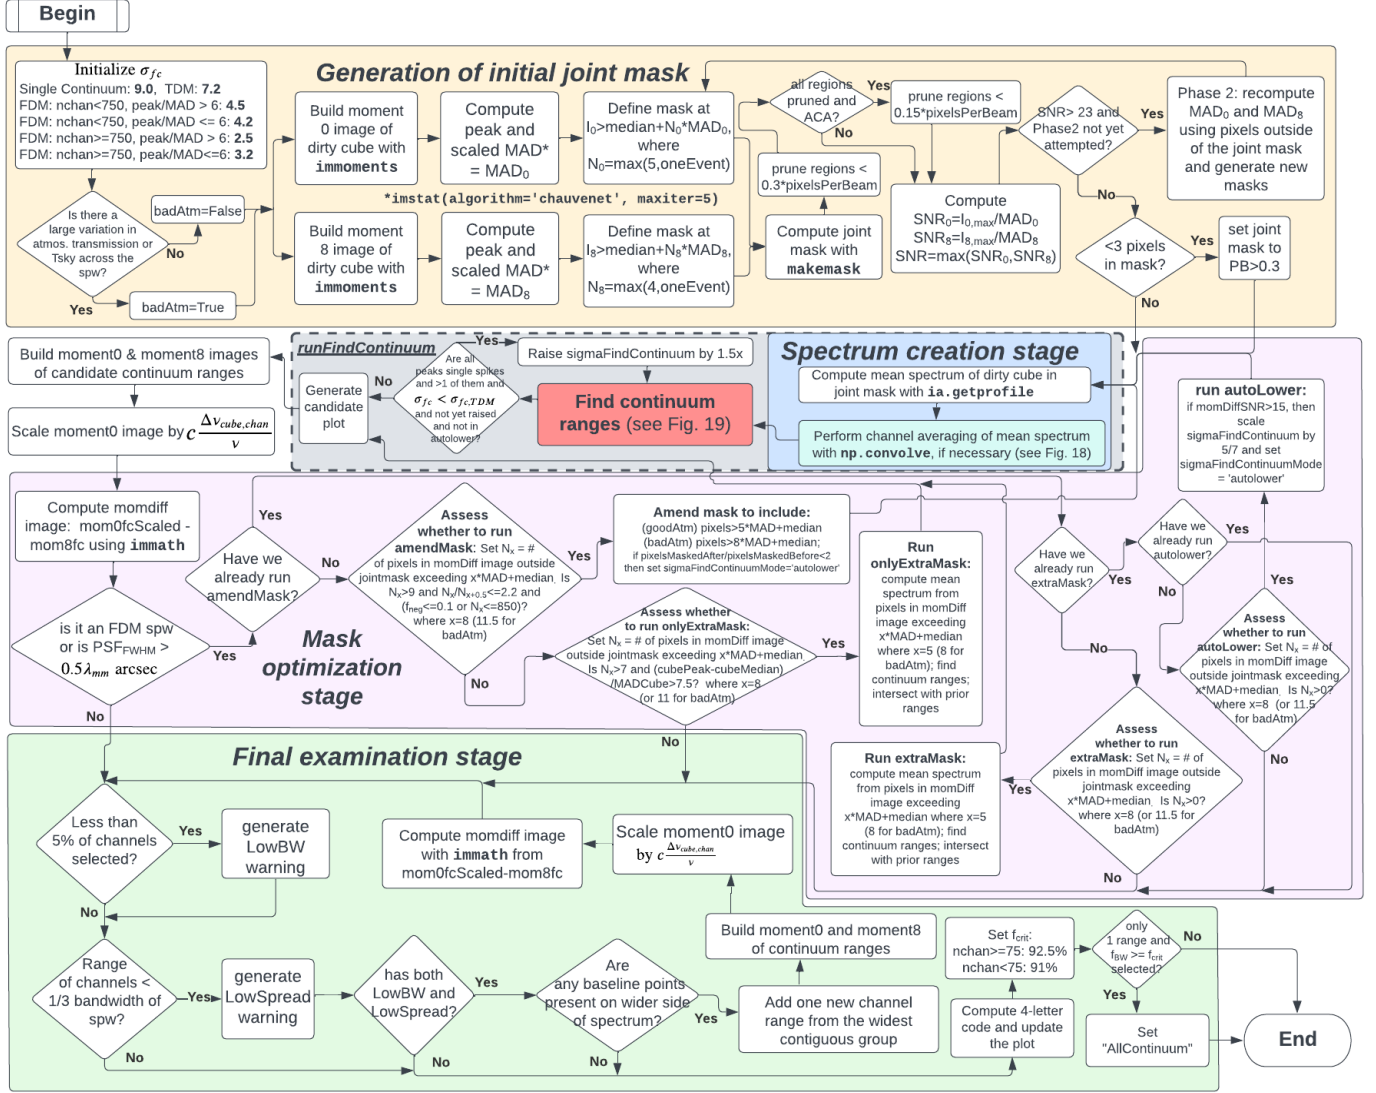 Begin
Generation of initial joint mask
Initialize σfc
Single Continuum: 9.0, TDM: 7.2
FDM: nchan<750, peak/MAD > 6: 4.5
FDM: nchan<750, peak/MAD <= 6: 4.2
FDM: nchan>=750, peak/MAD > 6: 2.5
FDM: nchan>=750, peak/MAD<=6: 3.2
Is there a
large variation in
atmos. transmission or
Tsky across the
spw?
No
Yes
badAtm=False
badAtm=True
Build moment
0 image of
dirty cube with
immoments
Compute
peak and
scaled MAD*
= MAD0
Define mask at
I0>median+N0*MAD0,
where
N0=max(5,oneEvent)
*imstat(algorithm='chauvenet', maxiter=5)
Build moment
8 image of
dirty cube with
immoments
Compute
peak and
scaled MAD*
= MAD8
Define mask at
I8>median+N8*MAD8,
where
N8=max(4,oneEvent)
all regions
pruned and
ACA?
Yes
No
prune regions <
0.15*pixelsPerBeam
prune regions <
0.3*pixelsPerBeam
Compute joint
mask with
makemask
Compute
SNR0=I0,max/MAD0
SNR8=I8,max/MAD8
SNR=max(SNR0,SNR8)
SNR> 23 and
Phase2 not yet
attempted?
Yes
No
Phase 2: recompute
MAD0 and MAD8
using pixels outside
of the joint mask
and generate new
masks
<3 pixels
in mask?
Yes
No
set joint
mask to
PB>0.3
Build moment0 & moment8 images
of candidate continuum ranges
Scale moment0 image by c Δνcube,chan / ν
runFindContinuum
Generate
candidate
plot
No
Yes
Are all
peaks single spikes
and >1 of them and
σfc < σfc,TDM
and not yet raised
and not in
autolower?
Raise sigmaFindContinuum by 1.5x
Find continuum
ranges (see Fig. 19)
Spectrum creation stage
Compute mean spectrum of dirty cube in
joint mask with ia.getprofile
Perform channel averaging of mean spectrum
with np.convolve, if necessary (see Fig. 18)
run autoLower:
if momDiffSNR>15, then
scale
sigmaFindContinuum by
5/7 and set
sigmaFindContinuumMode
= 'autolower'
Compute momdiff
image: mom0fcScaled -
mom8fc using immath
is it an FDM spw
or is PSFFWHM >
0.5λmm arcsec
Yes
No
Have we
already run
amendMask?
Yes
No
Mask
optimization
stage
Assess
whether to run
amendMask: Set Nx = #
of pixels in momDiff image outside
jointmask exceeding x*MAD+median. Is
Nx>9 and Nx/Nx+0.5<=2.2 and
(fneg<=0.1 or Nx<=850)?
where x=8 (11.5 for
badAtm)
Yes
No
Amend mask to include:
(goodAtm) pixels>5*MAD+median
(badAtm) pixels>8*MAD+median;
if pixelsMaskedAfter/pixelsMaskedBefore<2
then set sigmaFindContinuumMode='autolower'
Assess whether
to run onlyExtraMask:
Set Nx = # of pixels in momDiff image
outside jointmask exceeding x*MAD+median.
Is Nx>7 and (cubePeak-cubeMedian)
/MADCube>7.5? where x=8
(or 11 for badAtm)
Yes
No
Run
onlyExtraMask:
compute mean
spectrum from
pixels in momDiff
image exceeding
x*MAD+median
where x=5 (8 for
badAtm); find
continuum ranges;
intersect with prior
ranges
Have we
already run
extraMask?
Yes
No
Have we
already run
autolower?
Yes
No
Assess
whether to run
autoLower: Set Nx = # of
pixels in momDiff image
outside jointmask exceeding
x*MAD+median. Is Nx>0?
where x=8 (or 11.5
for badAtm)
Yes
No
Assess
whether to run
extraMask: Set Nx = # of
pixels in momDiff image outside
jointmask exceeding
x*MAD+median. Is Nx>0?
where x=8 (or 11.5 for
badAtm)
Yes
No
Run extraMask:
compute mean spectrum
from pixels in momDiff
image exceeding
x*MAD+median where x=5
(8 for badAtm); find
continuum ranges; intersect
with prior ranges
Final examination stage
Less than
5% of channels
selected?
Yes
No
generate
LowBW
warning
Compute momdiff image
with immath from
mom0fcScaled-mom8fc
Scale moment0 image
by c Δνcube,chan / ν
Build moment0 and moment8
of continuum ranges
Range
of channels <
1/3 bandwidth of
spw?
Yes
No
generate
LowSpread
warning
has both
LowBW and
LowSpread?
Yes
No
Are
any baseline points
present on wider side
of spectrum?
Yes
No
Add one new channel
range from the widest
contiguous group
Set fcrit:
nchan>=75: 92.5%
nchan<75: 91%
Compute 4-letter
code and update
the plot
only
1 range and
fBW >= fcrit
selected?
No
Yes
Set
"AllContinuum"
End